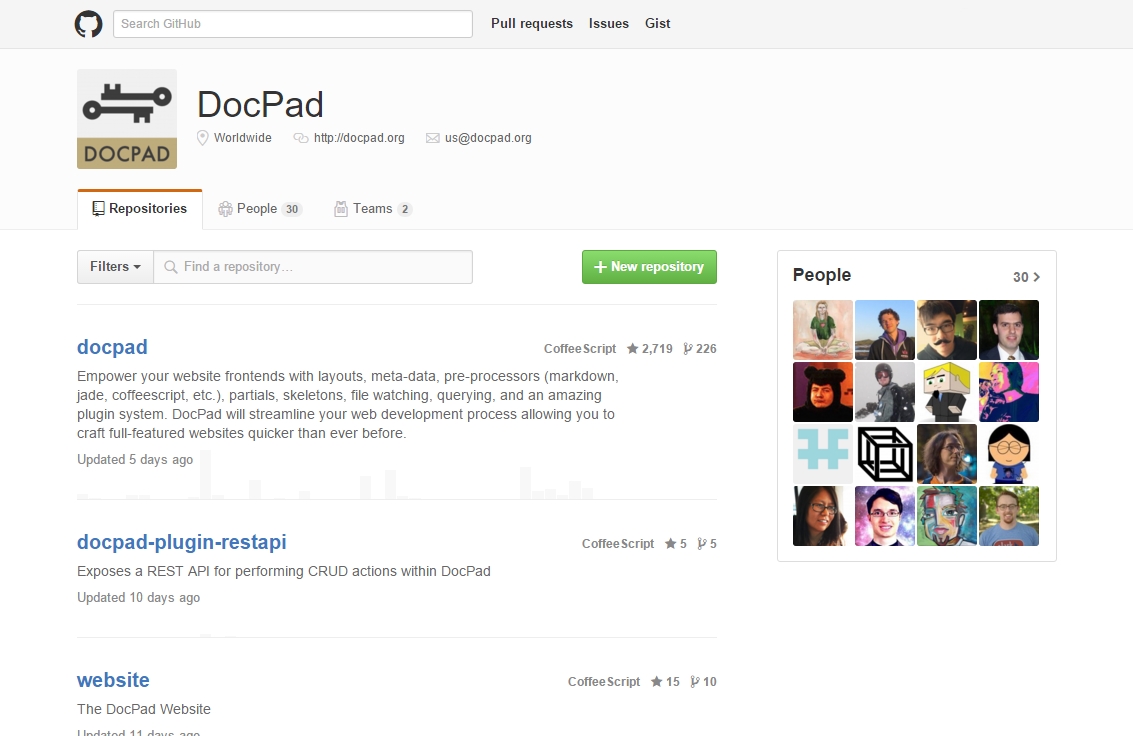 Search GitHub
Pull requests Issues Gist
DOCPAD
DocPad
Worldwide http://docpad.org us@docpad.org
Repositories People 30 Teams 2
Filters Find a repository… New repository
docpad CoffeeScript 2,719 226
Empower your website frontends with layouts, meta-data, pre-processors (markdown,
jade, coffeescript, etc.), partials, skeletons, file watching, querying, and an amazing
plugin system. DocPad will streamline your web development process allowing you to
craft full-featured websites quicker than ever before.
Updated 5 days ago
docpad-plugin-restapi CoffeeScript 5 5
Exposes a REST API for performing CRUD actions within DocPad
Updated 10 days ago
website CoffeeScript 15 10
The DocPad Website
Updated 11 days ago
People 30